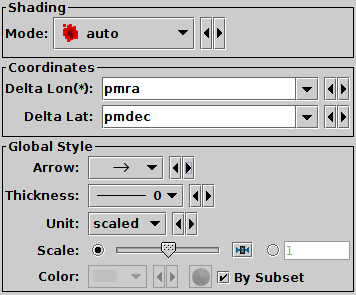 Shading
Mode: auto
Coordinates
Delta Lon(*): pmra
Delta Lat: pmdec
Global Style
Arrow:
Thickness: 0
Unit: scaled
Scale: 1
Color: By Subset